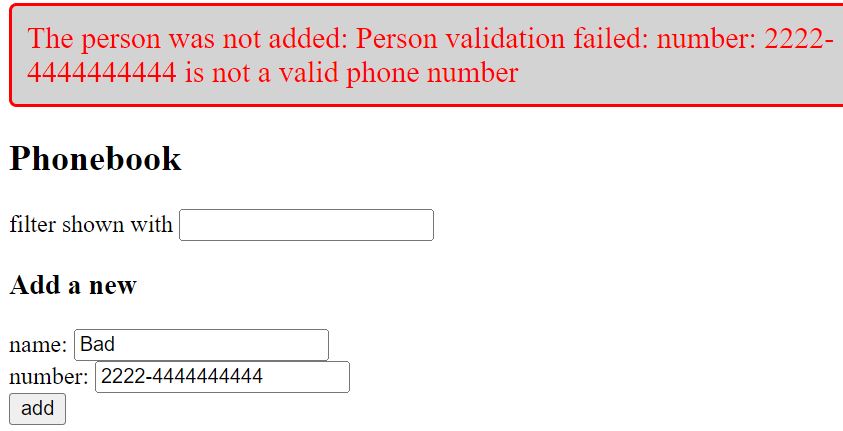 The person was not added: Person validation failed: number: 2222-
4444444444 is not a valid phone number
Phonebook
filter shown with
Add a new
name: Bad
number: 2222-4444444444
add